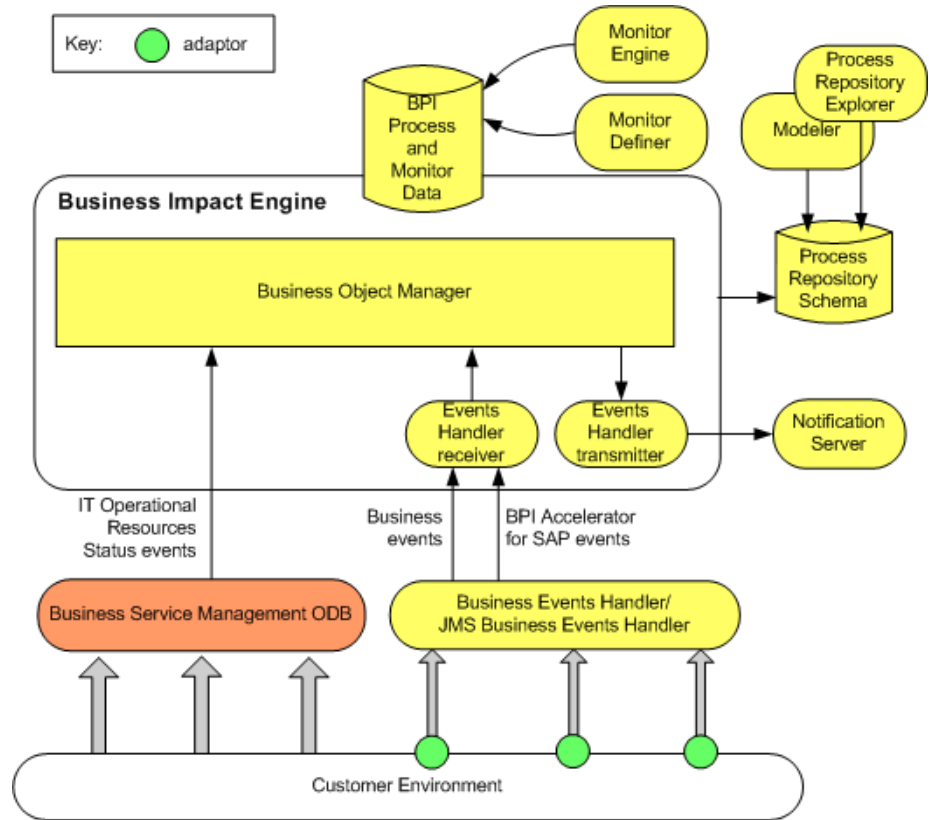 Key: adaptor
Monitor
Engine
Process
Repository
Explorer
BPI
Process
and
Monitor
Data
Monitor
Definer
Modeler
Business Impact Engine
Process
Repository
Schema
Business Object Manager
Events
Handler
receiver
Events
Handler
transmitter
Notification
Server
IT Operational
Resources
Status events
Business
events
BPI Accelerator
for SAP events
Business Service Management ODB
Business Events Handler/
JMS Business Events Handler
Customer Environment